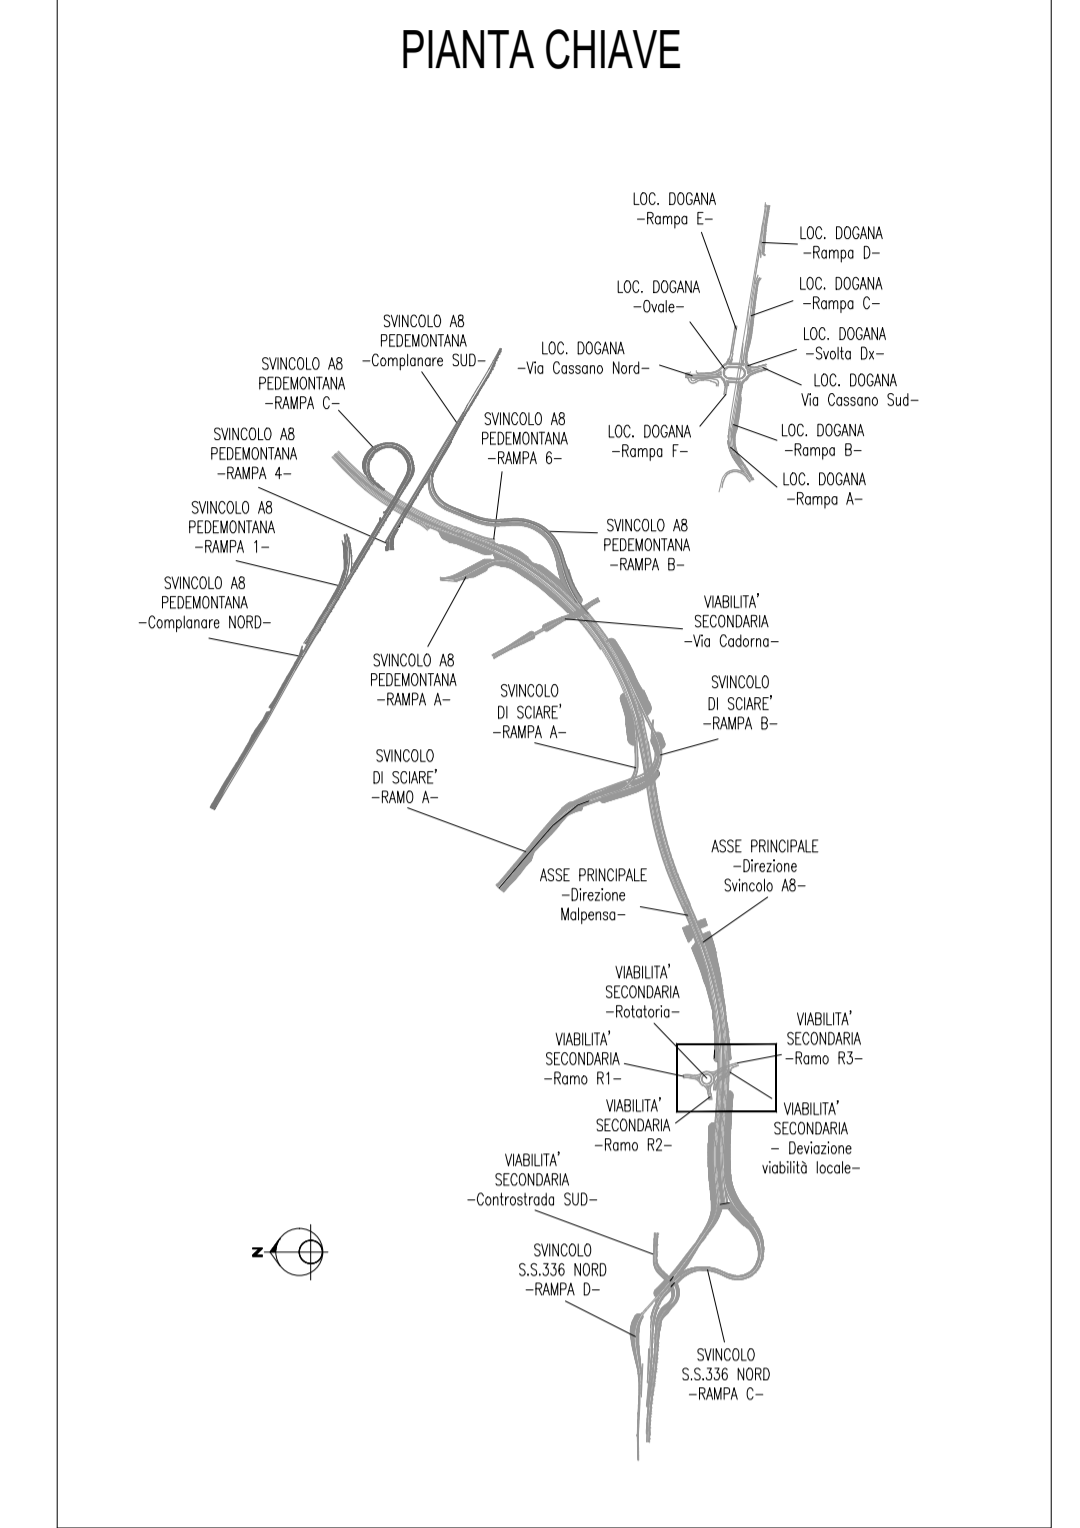 PIANTA CHIAVE
LOC. DOGANA
-Rampa E-
LOC. DOGANA
-Rampa D-
LOC. DOGANA
-Ovale-
LOC. DOGANA
-Rampa C-
SVINCOLO A8
PEDEMONTANA
-Complanare SUD-
LOC. DOGANA
-Via Cassano Nord-
LOC. DOGANA
-Svolta Dx-
SVINCOLO A8
PEDEMONTANA
-RAMPA C-
LOC. DOGANA
Via Cassano Sud-
SVINCOLO A8
PEDEMONTANA
-RAMPA 4-
SVINCOLO A8
PEDEMONTANA
-RAMPA 6-
LOC. DOGANA
-Rampa F-
LOC. DOGANA
-Rampa B-
LOC. DOGANA
-Rampa A-
SVINCOLO A8
PEDEMONTANA
-RAMPA 1-
SVINCOLO A8
PEDEMONTANA
-RAMPA B-
SVINCOLO A8
PEDEMONTANA
-Complanare NORD-
VIABILITA'
SECONDARIA
-Via Cadorna-
SVINCOLO A8
PEDEMONTANA
-RAMPA A-
SVINCOLO
DI SCIARE'
-RAMPA A-
SVINCOLO
DI SCIARE'
-RAMPA B-
SVINCOLO
DI SCIARE'
-RAMO A-
ASSE PRINCIPALE
-Direzione
Svincolo A8-
ASSE PRINCIPALE
-Direzione
Malpensa-
VIABILITA'
SECONDARIA
-Rotatoria-
VIABILITA'
SECONDARIA
-Ramo R3-
VIABILITA'
SECONDARIA
-Ramo R1-
VIABILITA'
SECONDARIA
-Ramo R2-
VIABILITA'
SECONDARIA
- Deviazione
viabilità locale-
VIABILITA'
SECONDARIA
-Controstrada SUD-
N
SVINCOLO
S.S.336 NORD
-RAMPA D-
SVINCOLO
S.S.336 NORD
-RAMPA C-